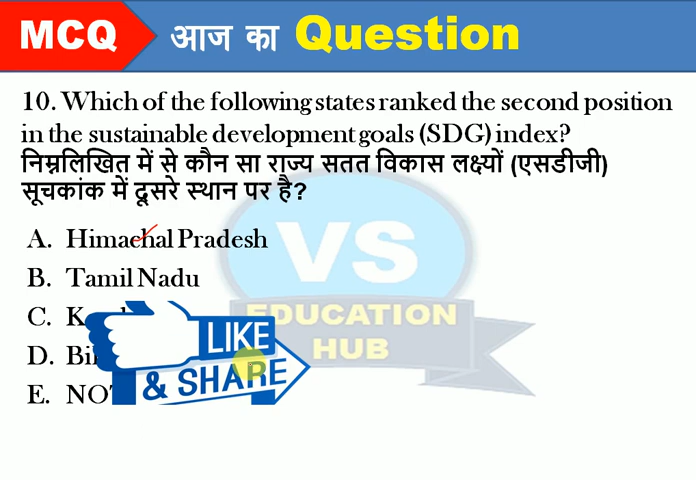 MCQ आज का Question
10. Which of the following states ranked the second position
in the sustainable development goals (SDG) index?
निम्नलिखित में से कौन सा राज्य सतत विकास लक्ष्यों (एसडीजी)
सूचकांक में दूसरे स्थान पर है?
A. Himachal Pradesh
B. Tamil Nadu
C.
D.
E.
LIKE
& SHARE
VS
EDUCATION
HUB